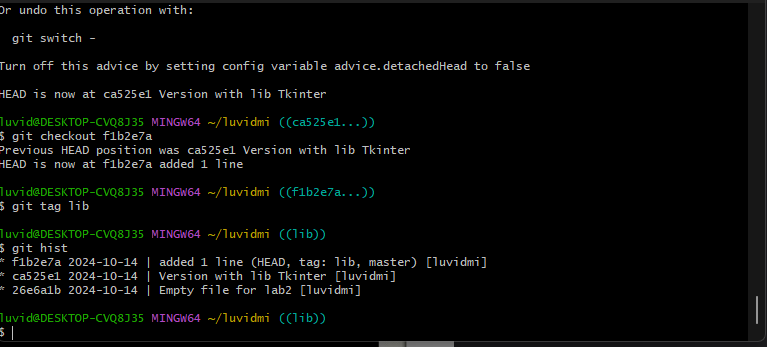 Or undo this operation with:
git switch -
Turn off this advice by setting config variable advice.detachedHead to false
HEAD is now at ca525e1 Version with lib Tkinter
luvid@DESKTOP-CVQ8J35 MINGW64 ~/luvidmi ((ca525e1...))
$ git checkout f1b2e7a
Previous HEAD position was ca525e1 Version with lib Tkinter
HEAD is now at f1b2e7a added 1 line
luvid@DESKTOP-CVQ8J35 MINGW64 ~/luvidmi ((f1b2e7a...))
$ git tag lib
luvid@DESKTOP-CVQ8J35 MINGW64 ~/luvidmi ((lib))
$ git hist
* f1b2e7a 2024-10-14 | added 1 line (HEAD, tag: lib, master) [luvidmi]
* ca525e1 2024-10-14 | Version with lib Tkinter [luvidmi]
* 26e6a1b 2024-10-14 | Empty file for lab2 [luvidmi]
luvid@DESKTOP-CVQ8J35 MINGW64 ~/luvidmi ((lib))
$